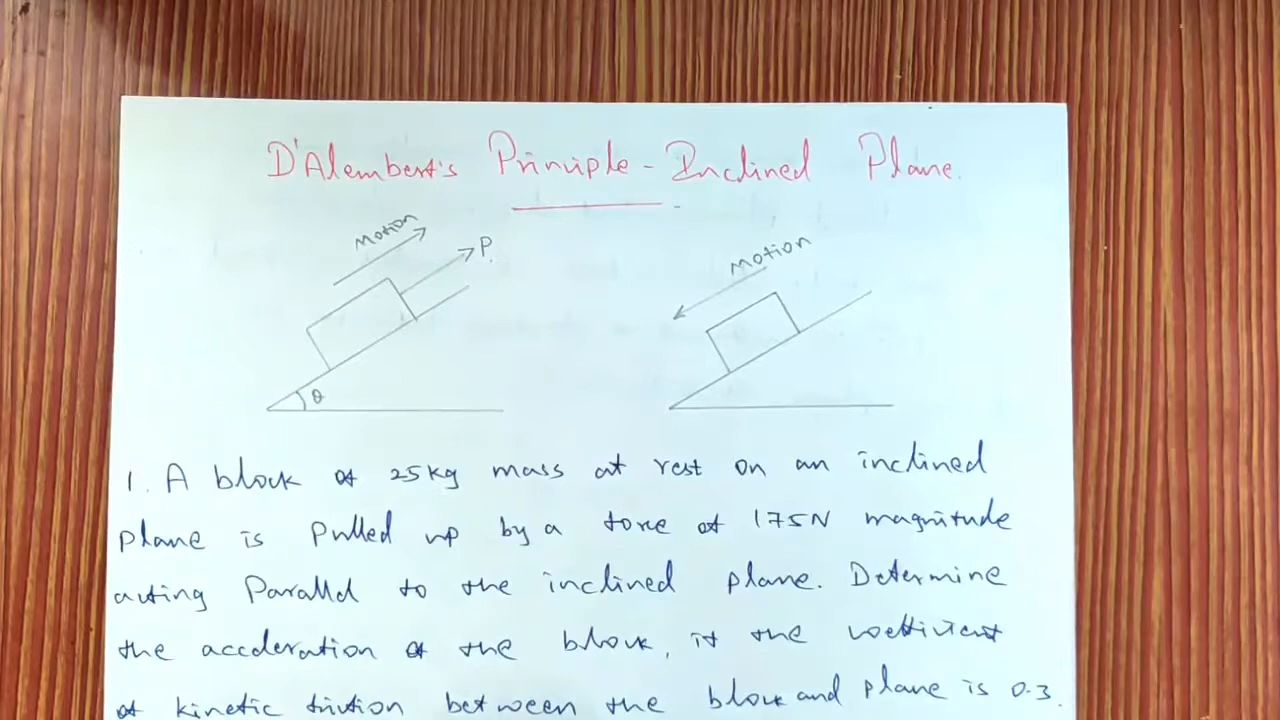 D'Alembert's Principle - Inclined Plane.
Motion
P.
θ
Motion
1. A block of 25kg mass at rest on an inclined
plane is pulled up by a force of 175N magnitude
acting Parallel to the inclined plane. Determine
the acceleration of the block, if the coefficient
of kinetic friction between the block and plane is 0.3.